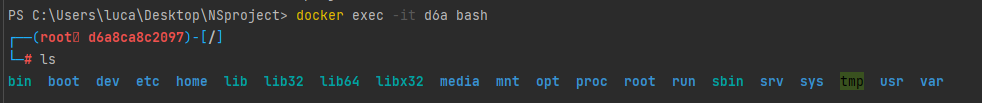 PS C:\Users\luca\Desktop\NSproject> docker exec -it d6a bash
┌──(root▯ d6a8ca8c2097)-[/]
└─# ls
bin boot dev etc home lib lib32 lib64 libx32 media mnt opt proc root run sbin srv sys tmp usr var